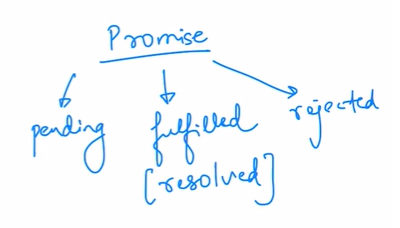 Promise
pending fulfilled rejected
[resolved]